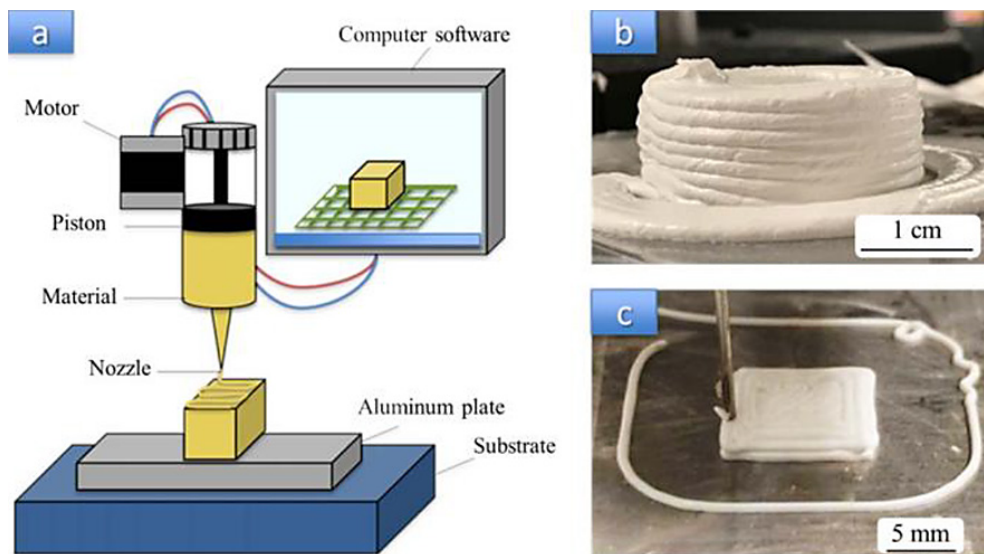 a
Computer software
Motor
Piston
Material
Nozzle
Aluminum plate
Substrate
b
1 cm
c
5 mm